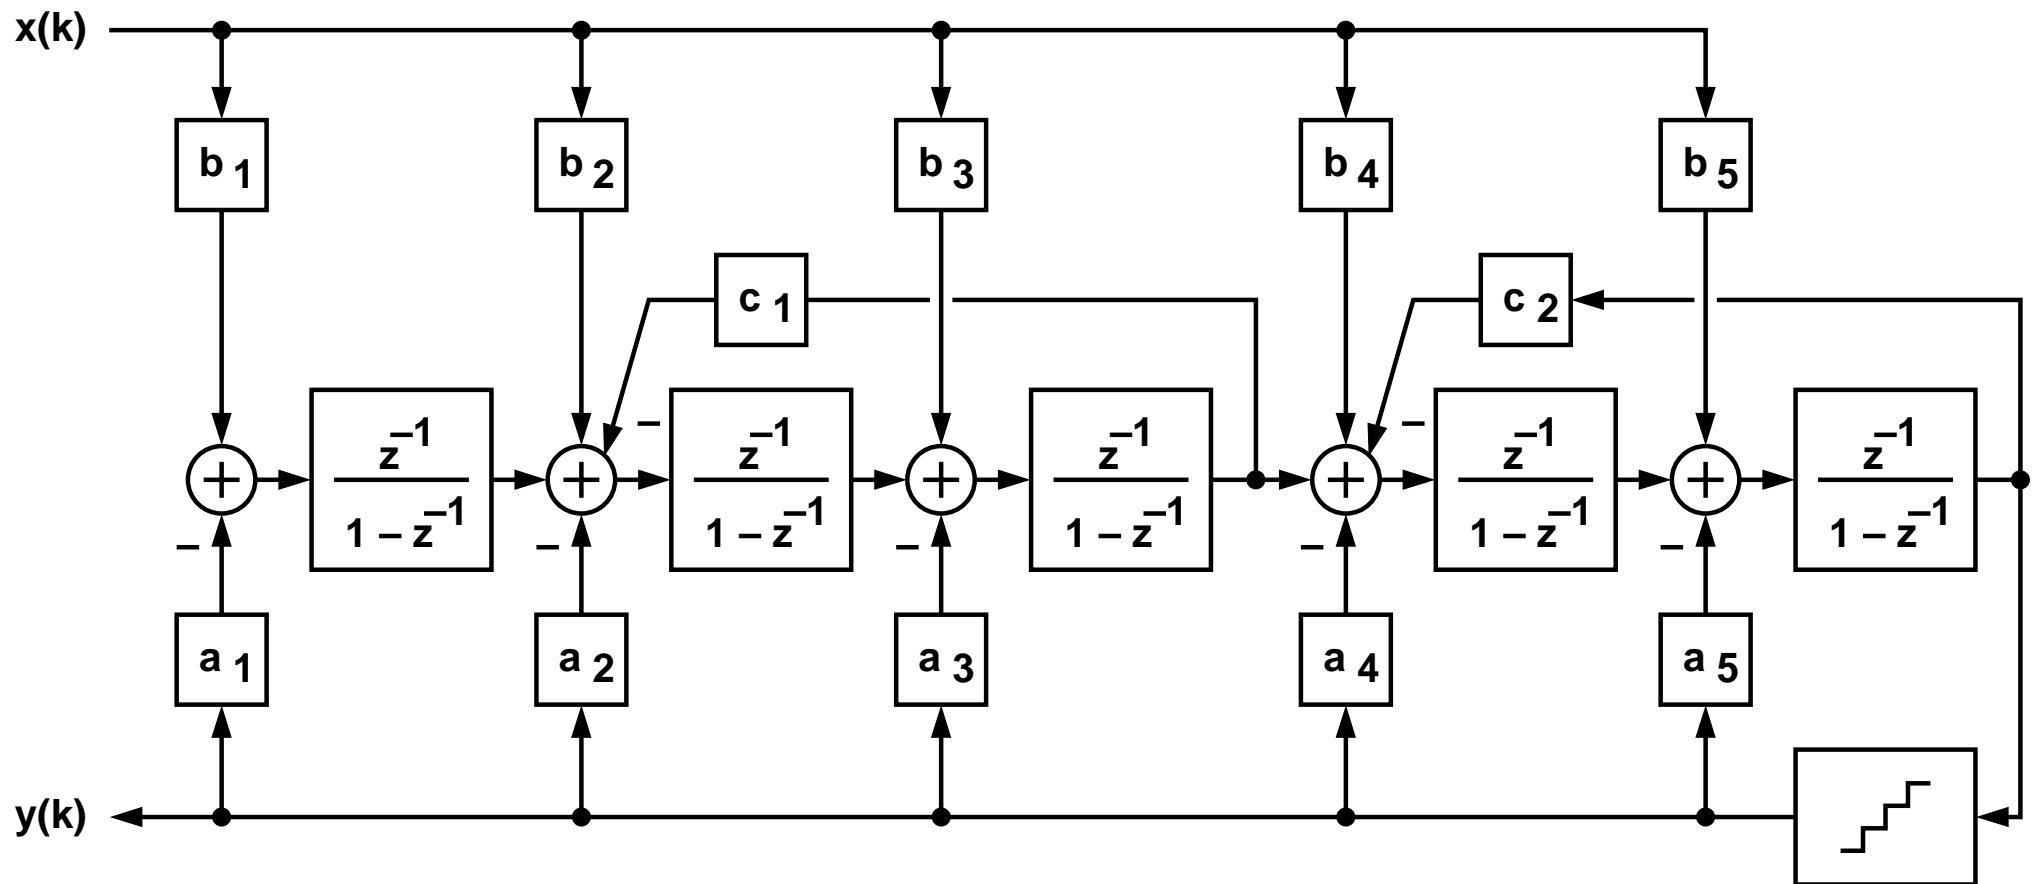 x(k)
b 1 b 2 b 3 b 4 b 5
c 1 c 2
– –
z–1 z–1 z–1 z–1 z–1
+ + + + +
1 – z–1 1 – z–1 1 – z–1 1 – z–1 1 – z–1
– – – – –
a 1 a 2 a 3 a 4 a 5
y(k)